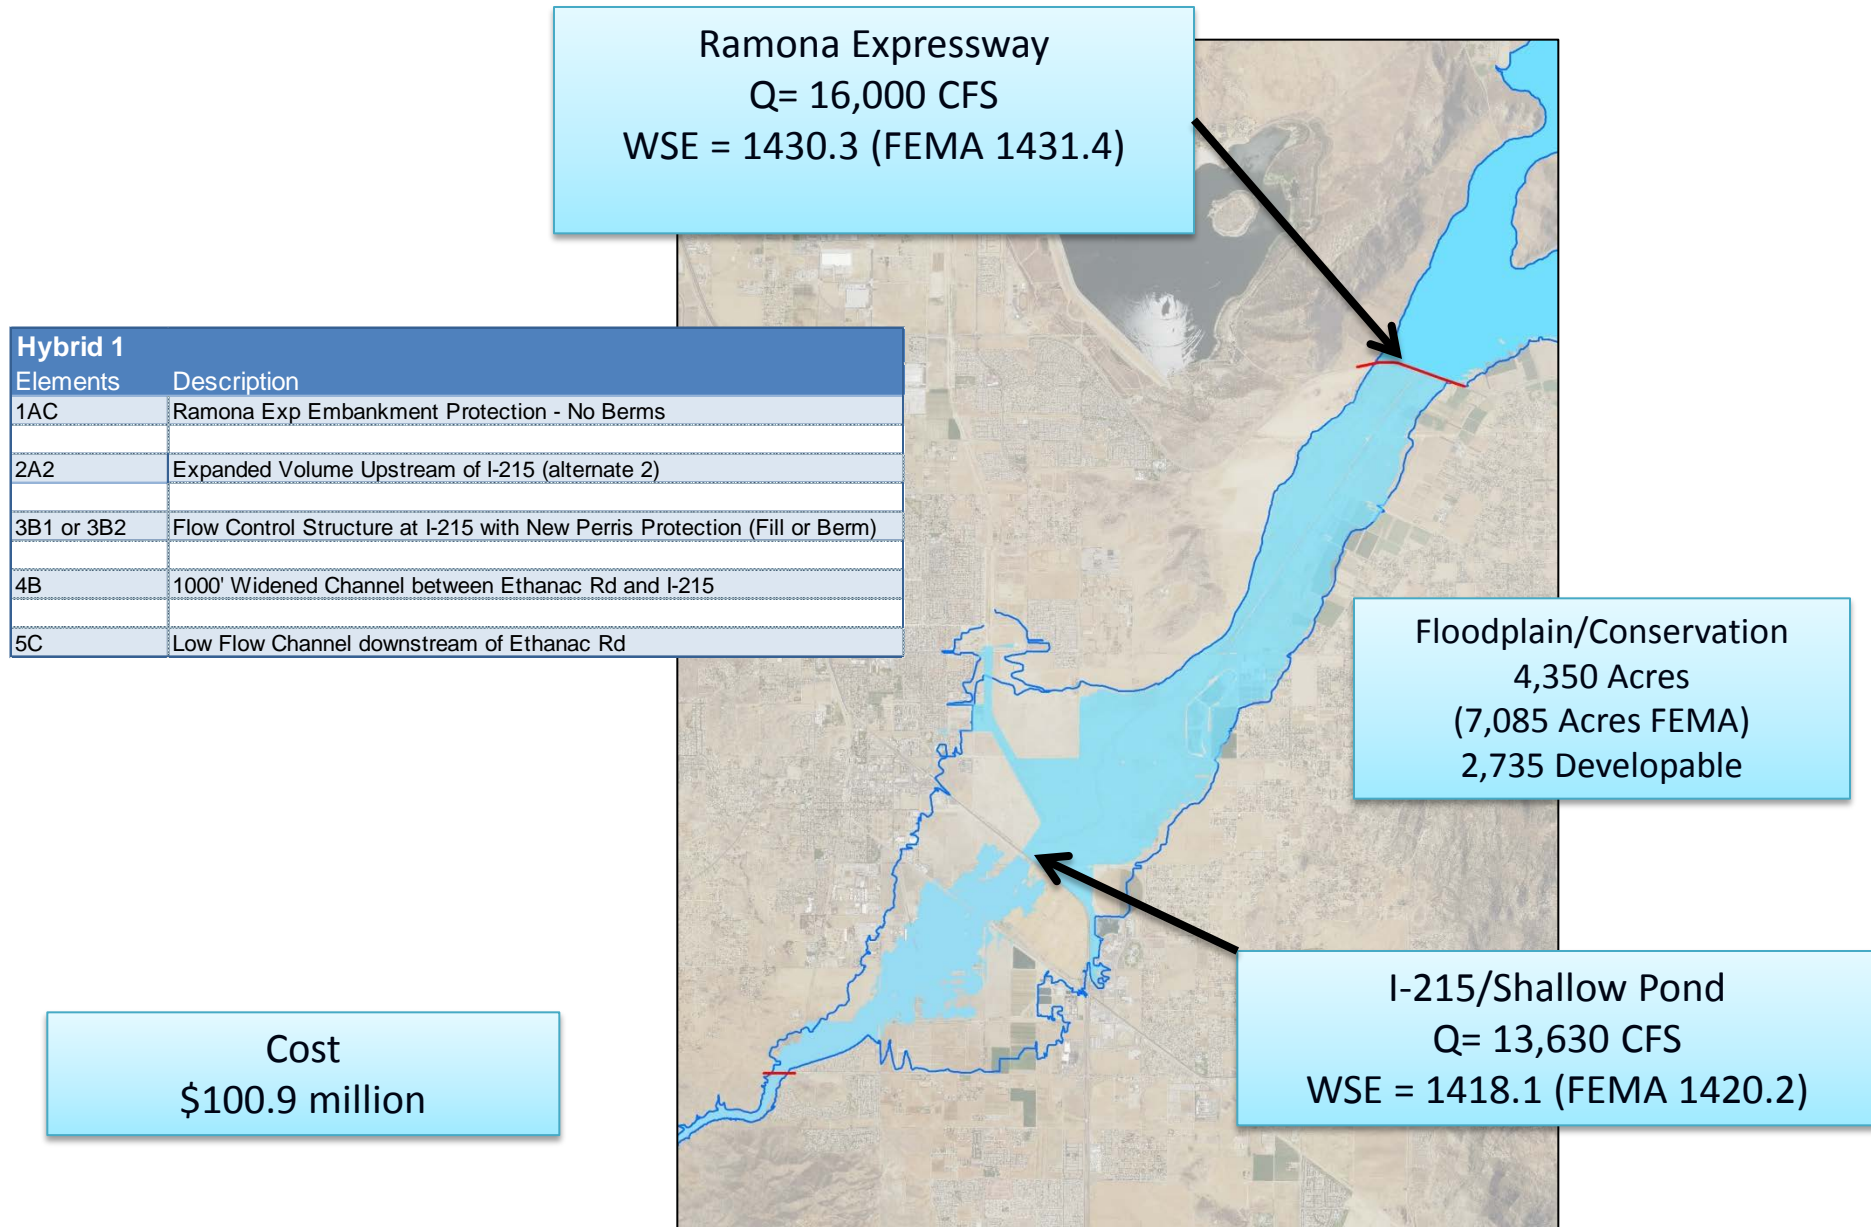 Ramona Expressway
Q= 16,000 CFS
WSE = 1430.3 (FEMA 1431.4)
Hybrid 1
Elements Description
1AC Ramona Exp Embankment Protection - No Berms
2A2 Expanded Volume Upstream of I-215 (alternate 2)
3B1 or 3B2 Flow Control Structure at I-215 with New Perris Protection (Fill or Berm)
4B 1000' Widened Channel between Ethanac Rd and I-215
5C Low Flow Channel downstream of Ethanac Rd
Floodplain/Conservation
4,350 Acres
(7,085 Acres FEMA)
2,735 Developable
I-215/Shallow Pond
Q= 13,630 CFS
WSE = 1418.1 (FEMA 1420.2)
Cost
$100.9 million